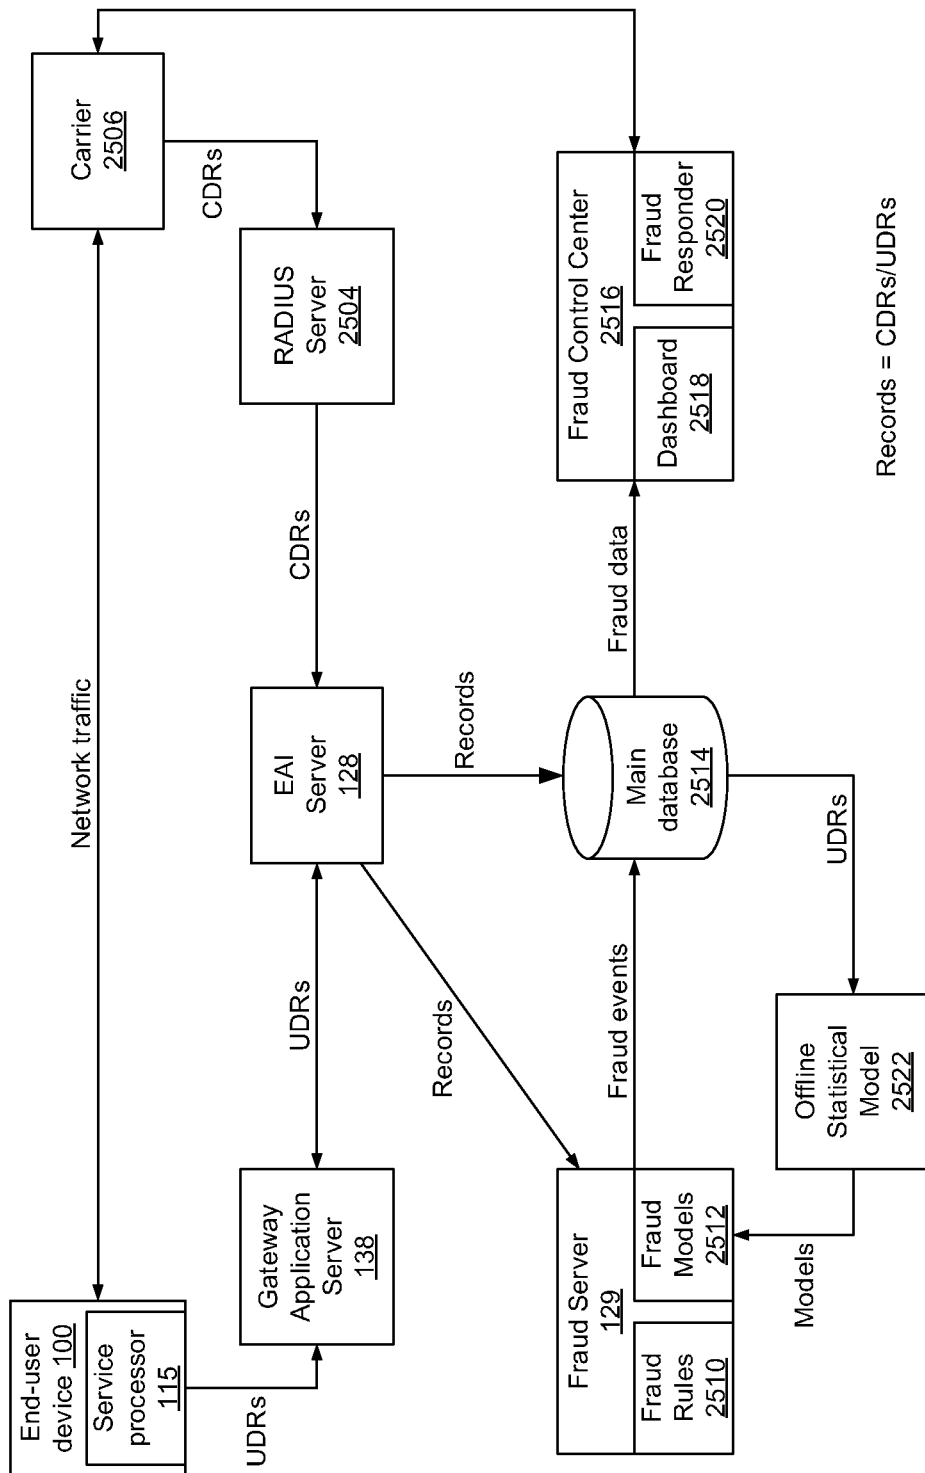 End-user
device 100
Service
processor
115
Network traffic
Carrier
2506
UDRs
CDRs
Gateway
Application
Server
138
UDRs
EAI
Server
128
CDRs
RADIUS
Server
2504
Records
Records
Fraud Server
129
Fraud
Rules
2510
Fraud
Models
2512
Fraud events
Main
database
2514
Fraud data
Fraud Control Center
2516
Dashboard
2518
Fraud
Responder
2520
Models
Offline
Statistical
Model
2522
UDRs
Records = CDRs/UDRs